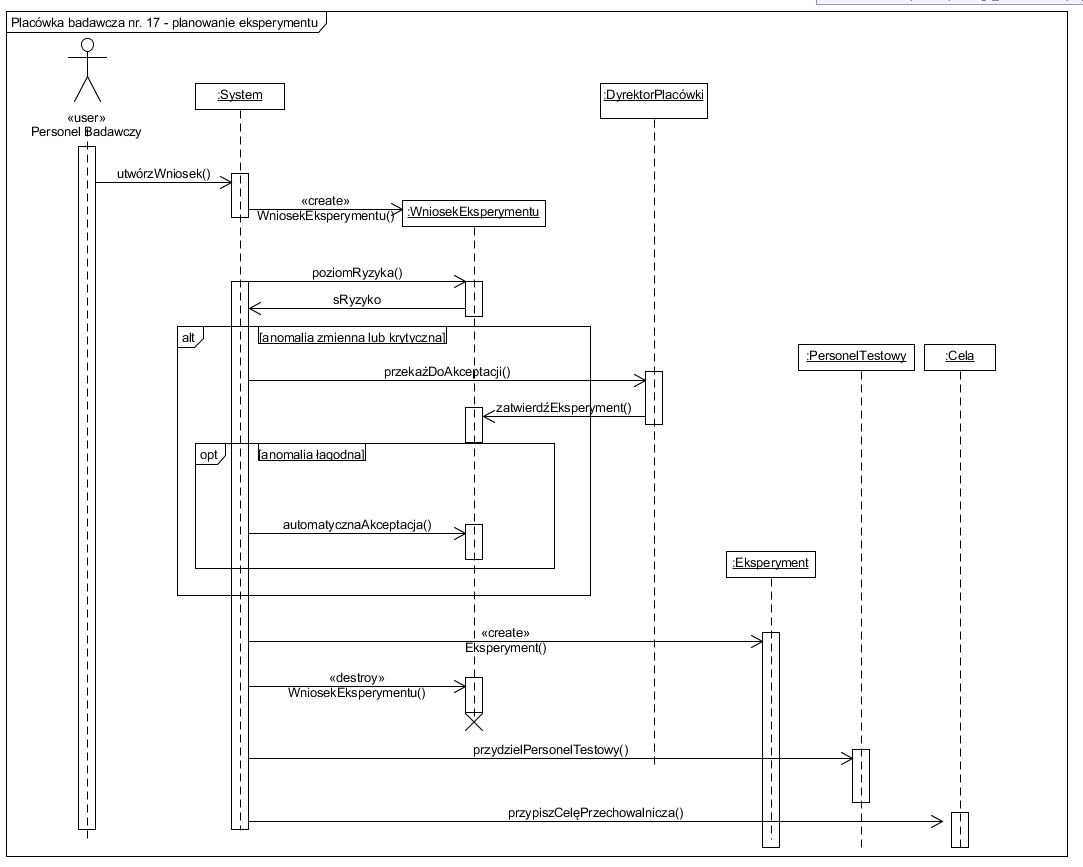 Placówka badawcza nr. 17 - planowanie eksperymentu
«user»
Personel Badawczy
:System
:DyrektorPlacówki
utwórzWniosek()
«create»
WniosekEksperymentu()
:WniosekEksperymentu
poziomRyzyka()
sRyzyko
alt
[anomalia zmienna lub krytyczna]
:PersonelTestowy
:Cela
przekażDoAkceptacji()
zatwierdźEksperyment()
opt
[anomalia łagodna]
automatycznaAkceptacja()
:Eksperyment
«create»
Eksperyment()
«destroy»
WniosekEksperymentu()
przydzielPersonelTestowy()
przypiszCelęPrzechowalnicza()